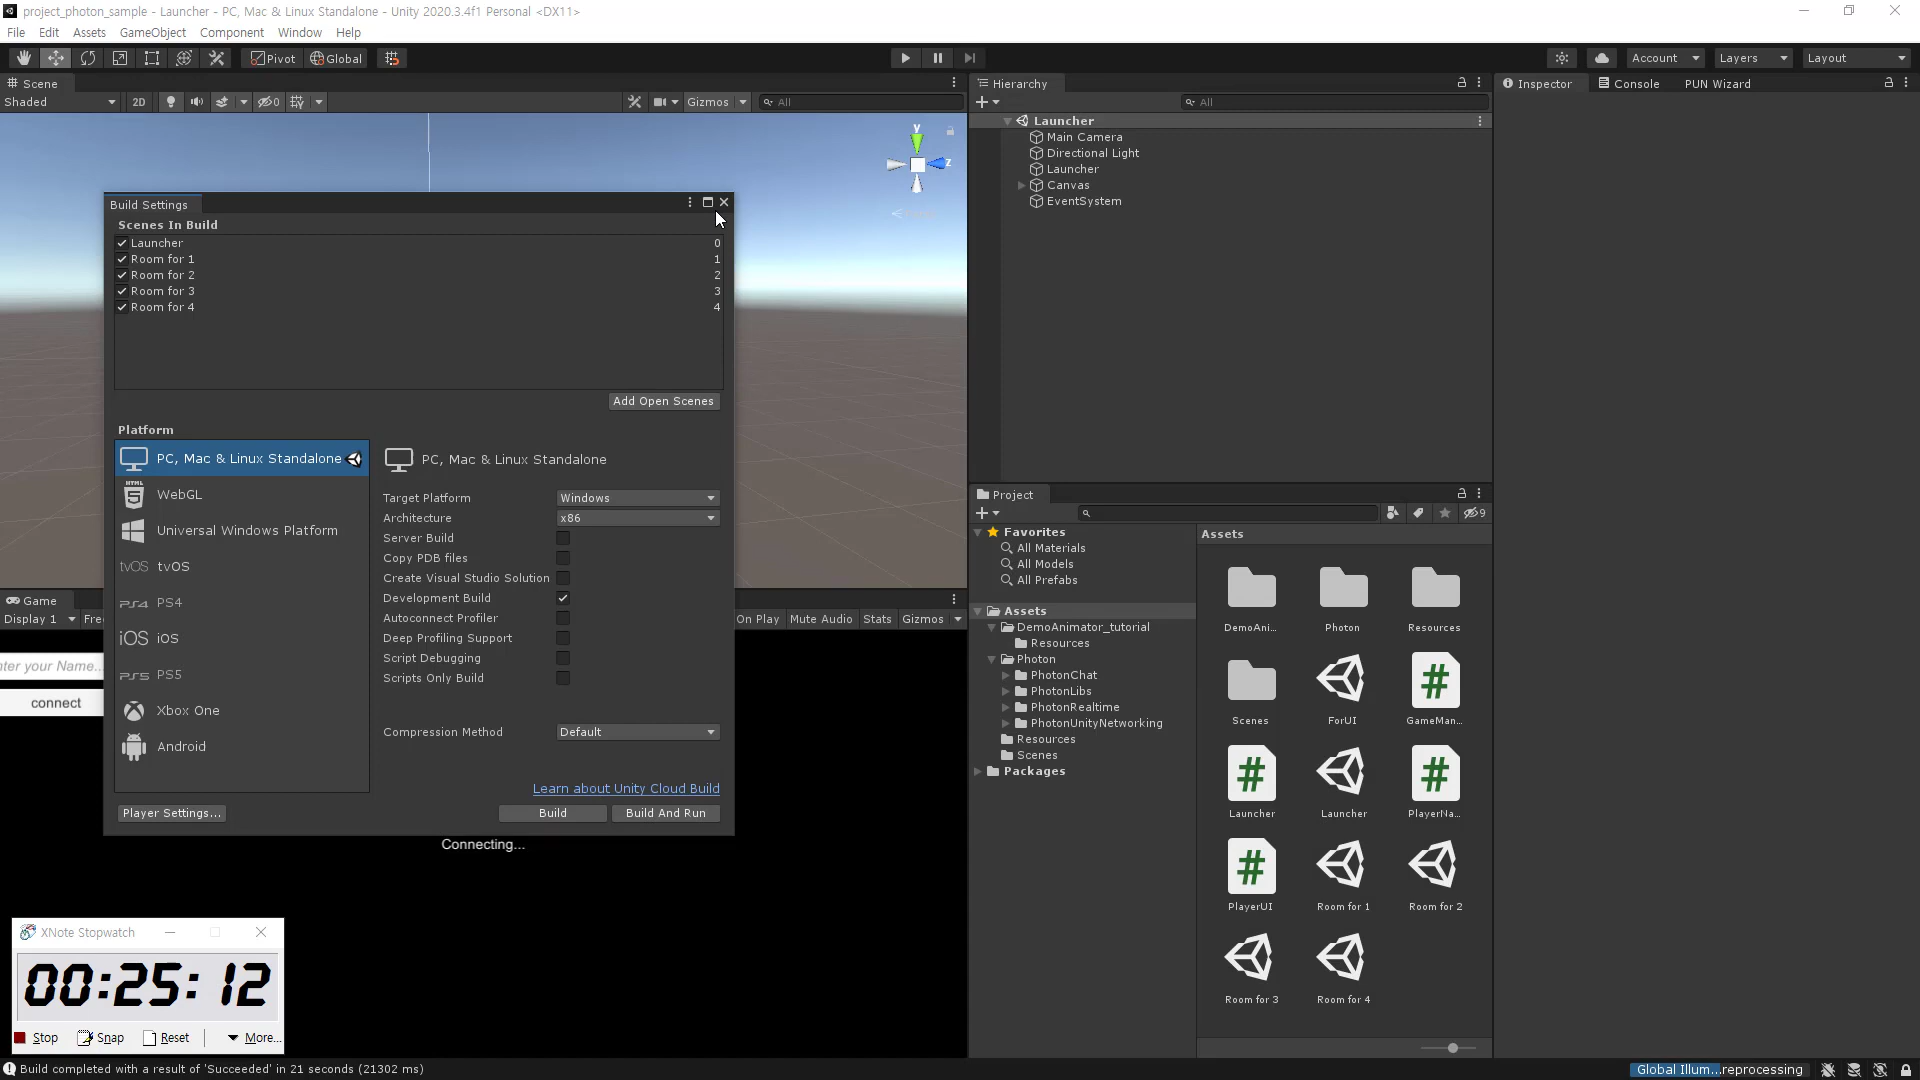 project_photon_sample - Launcher - PC, Mac & Linux Standalone - Unity 2020.3.4f1 Personal <DX11>
File Edit Assets GameObject Component Window Help
Pivot Global Account Layers Layout
Scene
Shaded 2D 0 Gizmos All
y
z
Build Settings
Scenes In Build
Launcher 0
Room for 1 1
Room for 2 2
Room for 3 3
Room for 4 4
Add Open Scenes
Platform
PC, Mac & Linux Standalone
HTML 5 WebGL
Universal Windows Platform
tvOS tvOS
PS4 PS4
iOS iOS
PS5 PS5
Xbox One
Android
PC, Mac & Linux Standalone
Target Platform Windows
Architecture x86
Server Build
Copy PDB files
Create Visual Studio Solution
Development Build
Autoconnect Profiler
Deep Profiling Support
Script Debugging
Scripts Only Build
Compression Method Default
Learn about Unity Cloud Build
Player Settings... Build Build And Run
Game
Display 1 Fre On Play Mute Audio Stats Gizmos
nter your Name...
connect
Connecting...
XNote Stopwatch
00:25:12
Stop Snap Reset More...
Hierarchy
All
Launcher
Main Camera
Directional Light
Launcher
Canvas
EventSystem
Project
9
Favorites
All Materials
All Models
All Prefabs
Assets
DemoAnimator_tutorial
Resources
Photon
PhotonChat
PhotonLibs
PhotonRealtime
PhotonUnityNetworking
Resources
Scenes
Packages
Assets
DemoAni... Photon Resources
Scenes ForUI GameMan...
Launcher Launcher PlayerNa...
PlayerUI Room for 1 Room for 2
Room for 3 Room for 4
Inspector Console PUN Wizard
Build completed with a result of 'Succeeded' in 21 seconds (21302 ms)
Global Illum...reprocessing